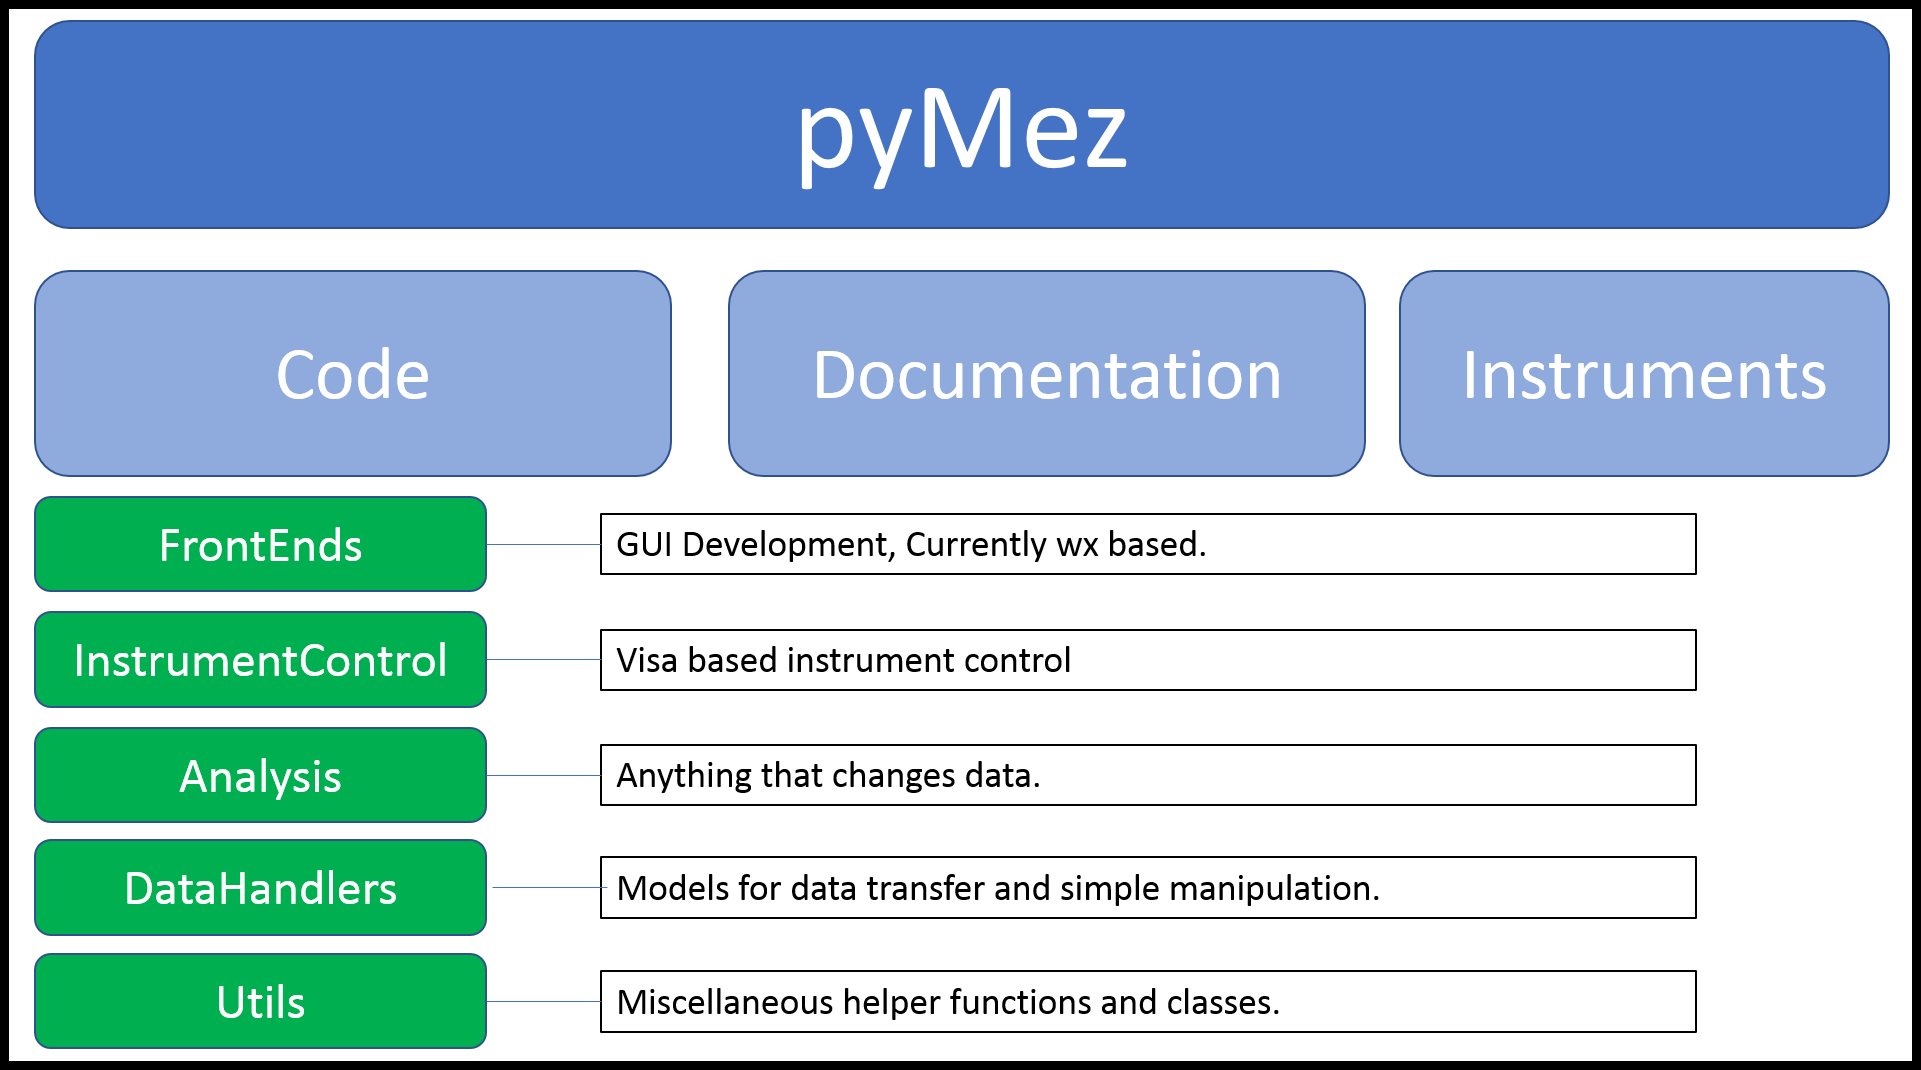 pyMez
Code
Documentation
Instruments
FrontEnds
GUI Development, Currently wx based.
InstrumentControl
Visa based instrument control
Analysis
Anything that changes data.
DataHandlers
Models for data transfer and simple manipulation.
Utils
Miscellaneous helper functions and classes.